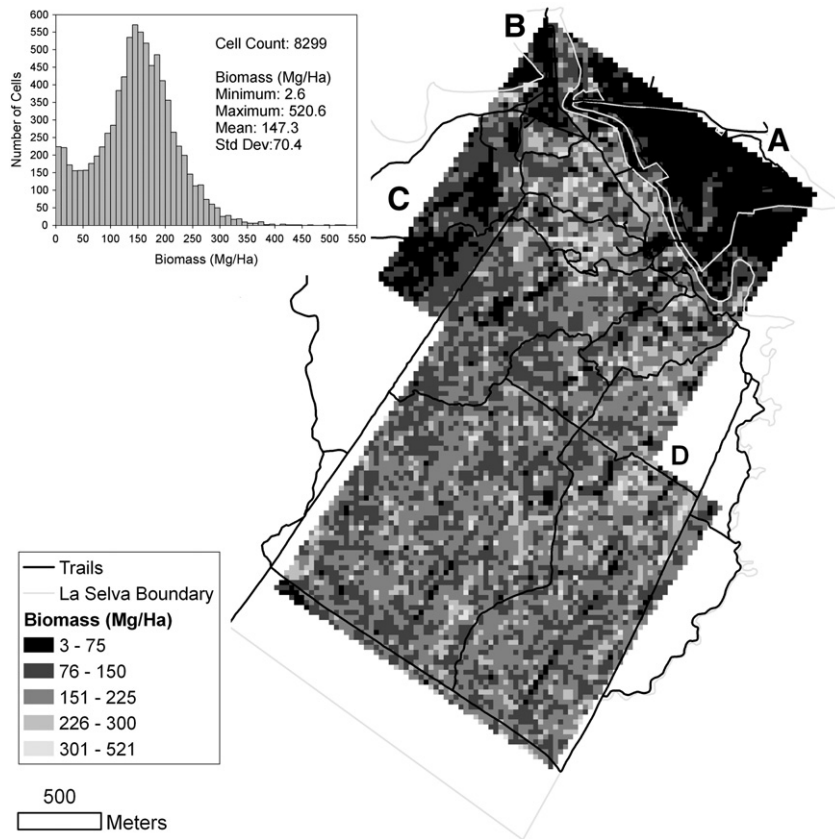 600
550
500
450
400
350
300
250
200
150
100
50
0
Number of Cells
0 50 100 150 200 250 300 350 400 450 500 550
Biomass (Mg/Ha)
Cell Count: 8299
Biomass (Mg/Ha)
Minimum: 2.6
Maximum: 520.6
Mean: 147.3
Std Dev:70.4
B
A
C
D
Trails
La Selva Boundary
Biomass (Mg/Ha)
3 - 75
76 - 150
151 - 225
226 - 300
301 - 521
500
Meters